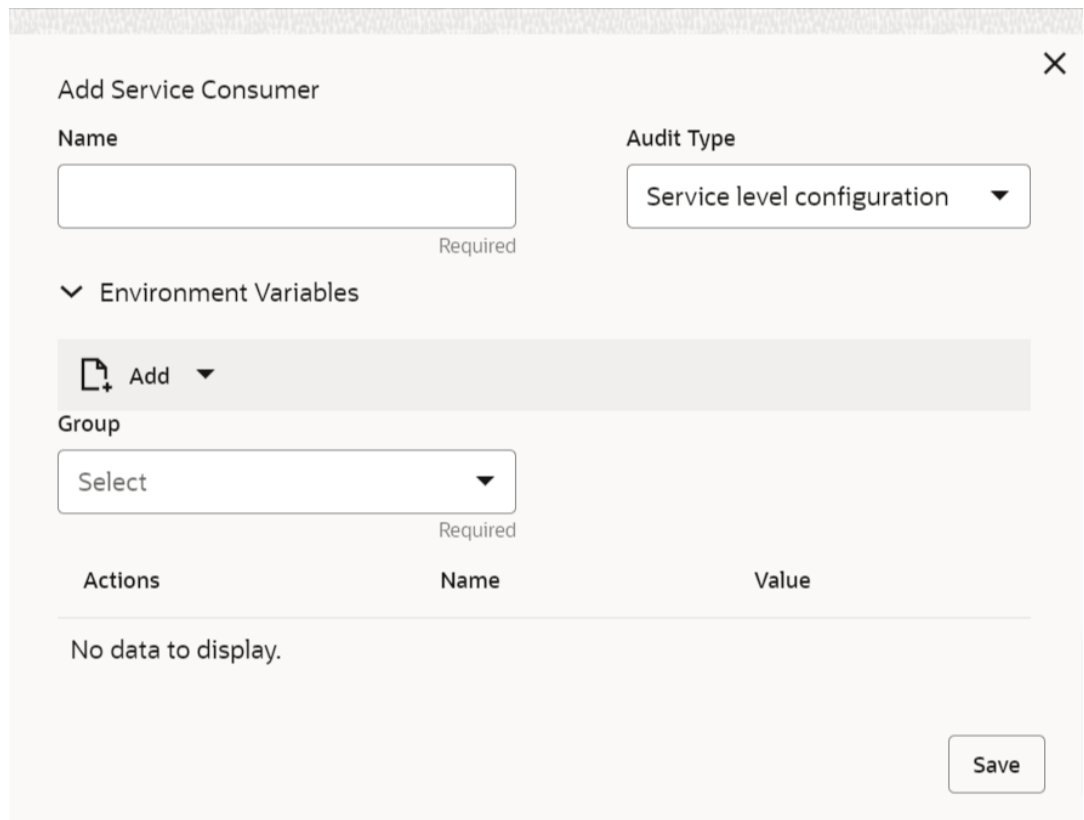 Add Service Consumer
Name Audit Type
Service level configuration
Required
Environment Variables
Add
Group
Select
Required
Actions Name Value
No data to display.
Save